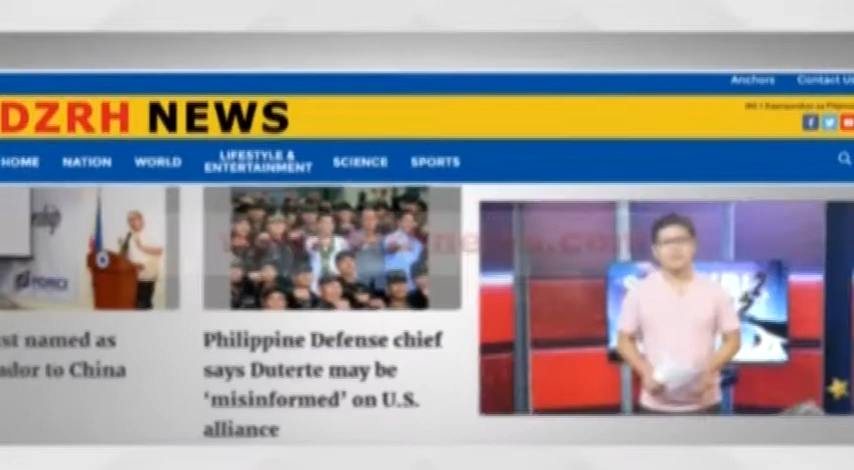 Anchors
Contact Us
DZRH NEWS
HOME
NATION
WORLD
LIFESTYLE &
ENTERTAINMENT
SCIENCE
SPORTS
FORCE
st named as
ador to China
Philippine Defense chief
says Duterte may be
‘misinformed’ on U.S.
alliance